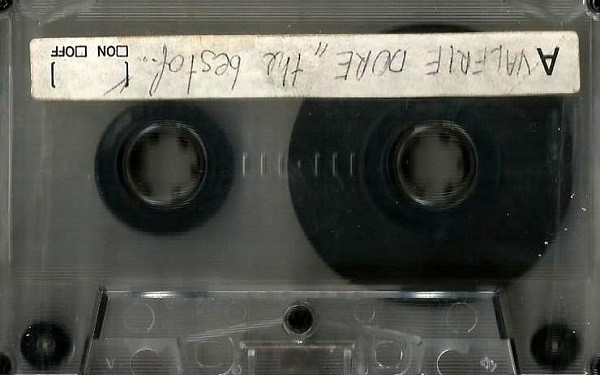 A VALERIE DORE „ the best of...
[ ]
□ON □OFF